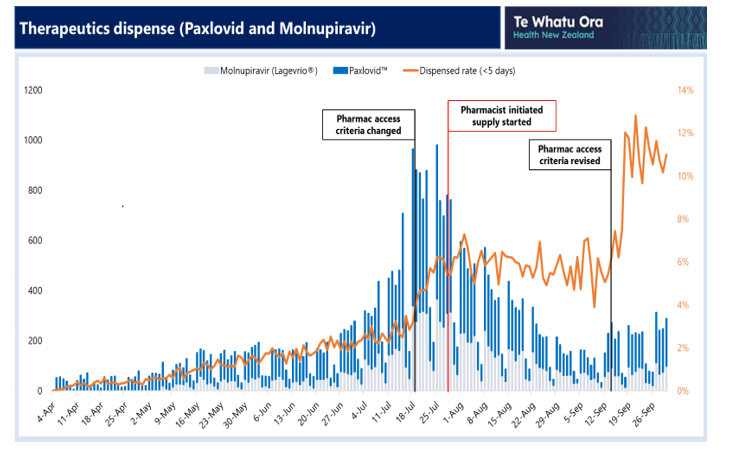 Therapeutics dispense (Paxlovid and Molnupiravir)
Te Whatu Ora
Health New Zealand
Molnupiravir (Lagevrio®)
Paxlovid™
Dispensed rate (<5 days)
1200
1000
800
600
400
200
0
14%
12%
10%
8%
6%
4%
2%
0%
Pharmac access
criteria changed
Pharmacist initiated
supply started
Pharmac access
criteria revised
4-Apr
11-Apr
18-Apr
25-Apr
2-May
9-May
16-May
23-May
30-May
6-Jun
13-Jun
20-Jun
27-Jun
4-Jul
11-Jul
18-Jul
25-Jul
1-Aug
8-Aug
15-Aug
22-Aug
29-Aug
5-Sep
12-Sep
19-Sep
26-Sep